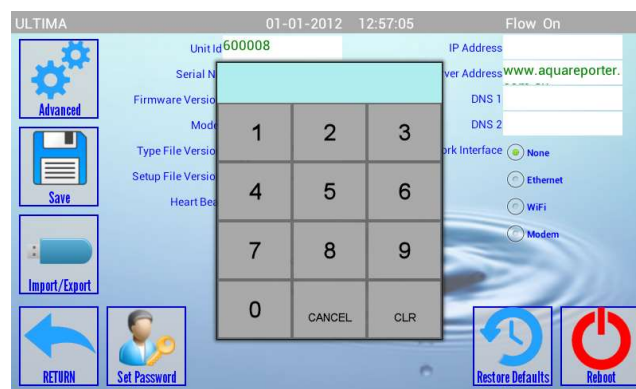 ULTIMA 01-01-2012 12:57:05 Flow On
Unit Id 600008 IP Address
Serial N ver Address www.aquareporter.
Firmware Versio DNS 1
Mode DNS 2
Type File Versio ork Interface None
Setup File Versio Ethernet
Heart Bea WiFi
Modem
Advanced
Save
Import/Export
1 2 3
4 5 6
7 8 9
0 CANCEL CLR
RETURN Set Password Restore Defaults Reboot